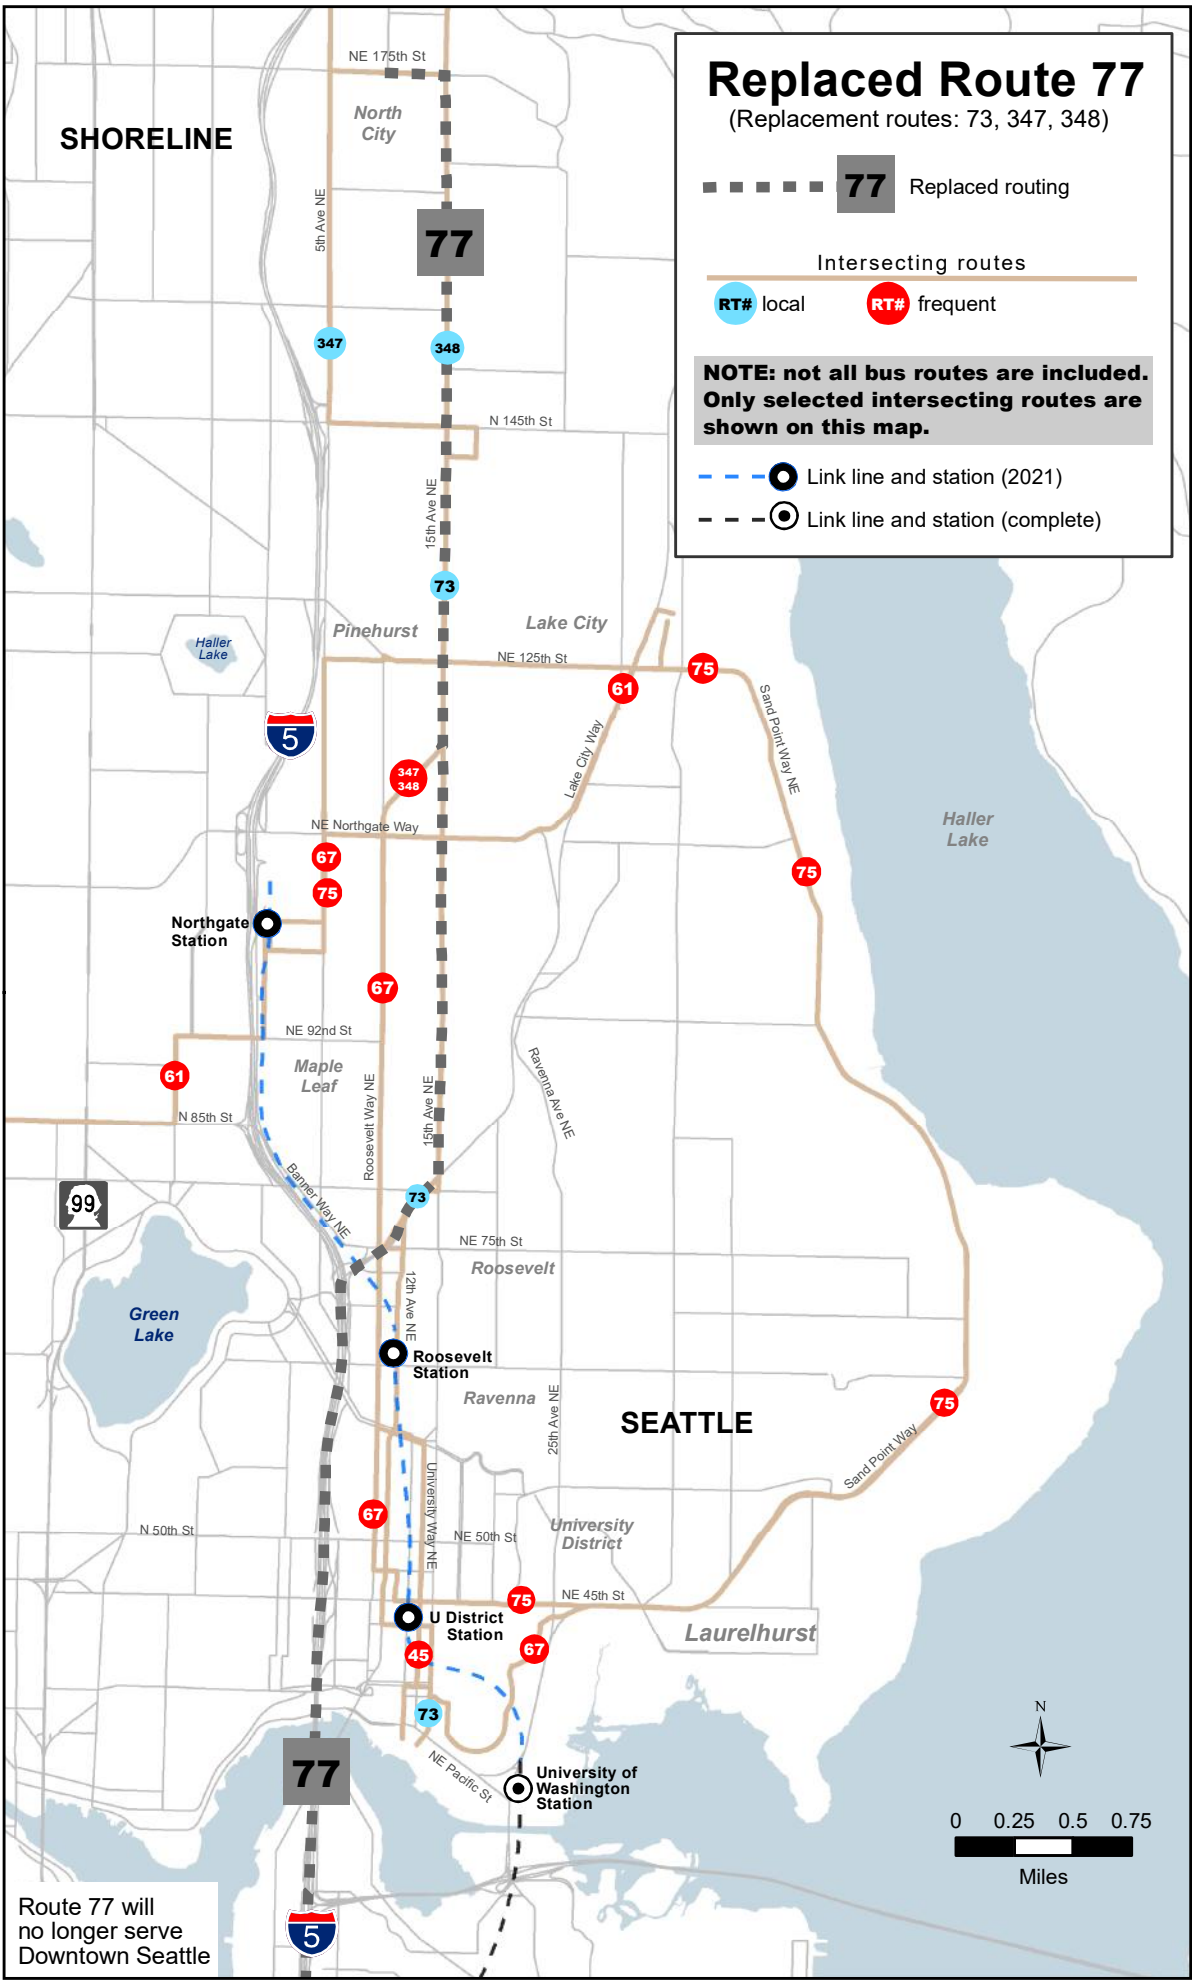 Replaced Route 77
(Replacement routes: 73, 347, 348)
77
Replaced routing
Intersecting routes
RT#
local
RT#
frequent
NOTE: not all bus routes are included.
Only selected intersecting routes are
shown on this map.
Link line and station (2021)
Link line and station (complete)
NE 175th St
North
City
SHORELINE
5th Ave NE
77
347
348
N 145th St
15th Ave NE
73
Pinehurst
Lake City
Haller
Lake
NE 125th St
75
61
Sand Point Way NE
5
Lake City Way
347
348
NE Northgate Way
Haller
Lake
67
75
75
Northgate
Station
67
NE 92nd St
Maple
Leaf
61
Ravenna Ave NE
Roosevelt Way NE
15th Ave NE
N 85th St
Banner Way NE
99
73
NE 75th St
Roosevelt
12th Ave NE
Green
Lake
Roosevelt
Station
Ravenna
25th Ave NE
SEATTLE
75
Sand Point Way
University Way NE
67
N 50th St
NE 50th St
University
District
75
NE 45th St
U District
Station
Laurelhurst
45
67
73
NE Pacific St
77
University of
Washington
Station
N
0 0.25 0.5 0.75
Miles
Route 77 will
no longer serve
Downtown Seattle
5